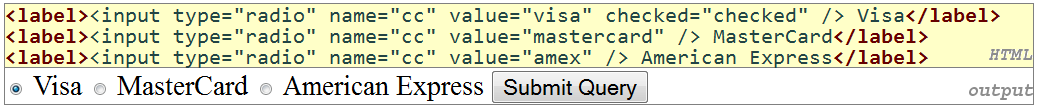 <label><input type="radio" name="cc" value="visa" checked="checked" /> Visa</label>
<label><input type="radio" name="cc" value="mastercard" /> MasterCard</label>
<label><input type="radio" name="cc" value="amex" /> American Express</label> HTML
Visa MasterCard American Express Submit Query output